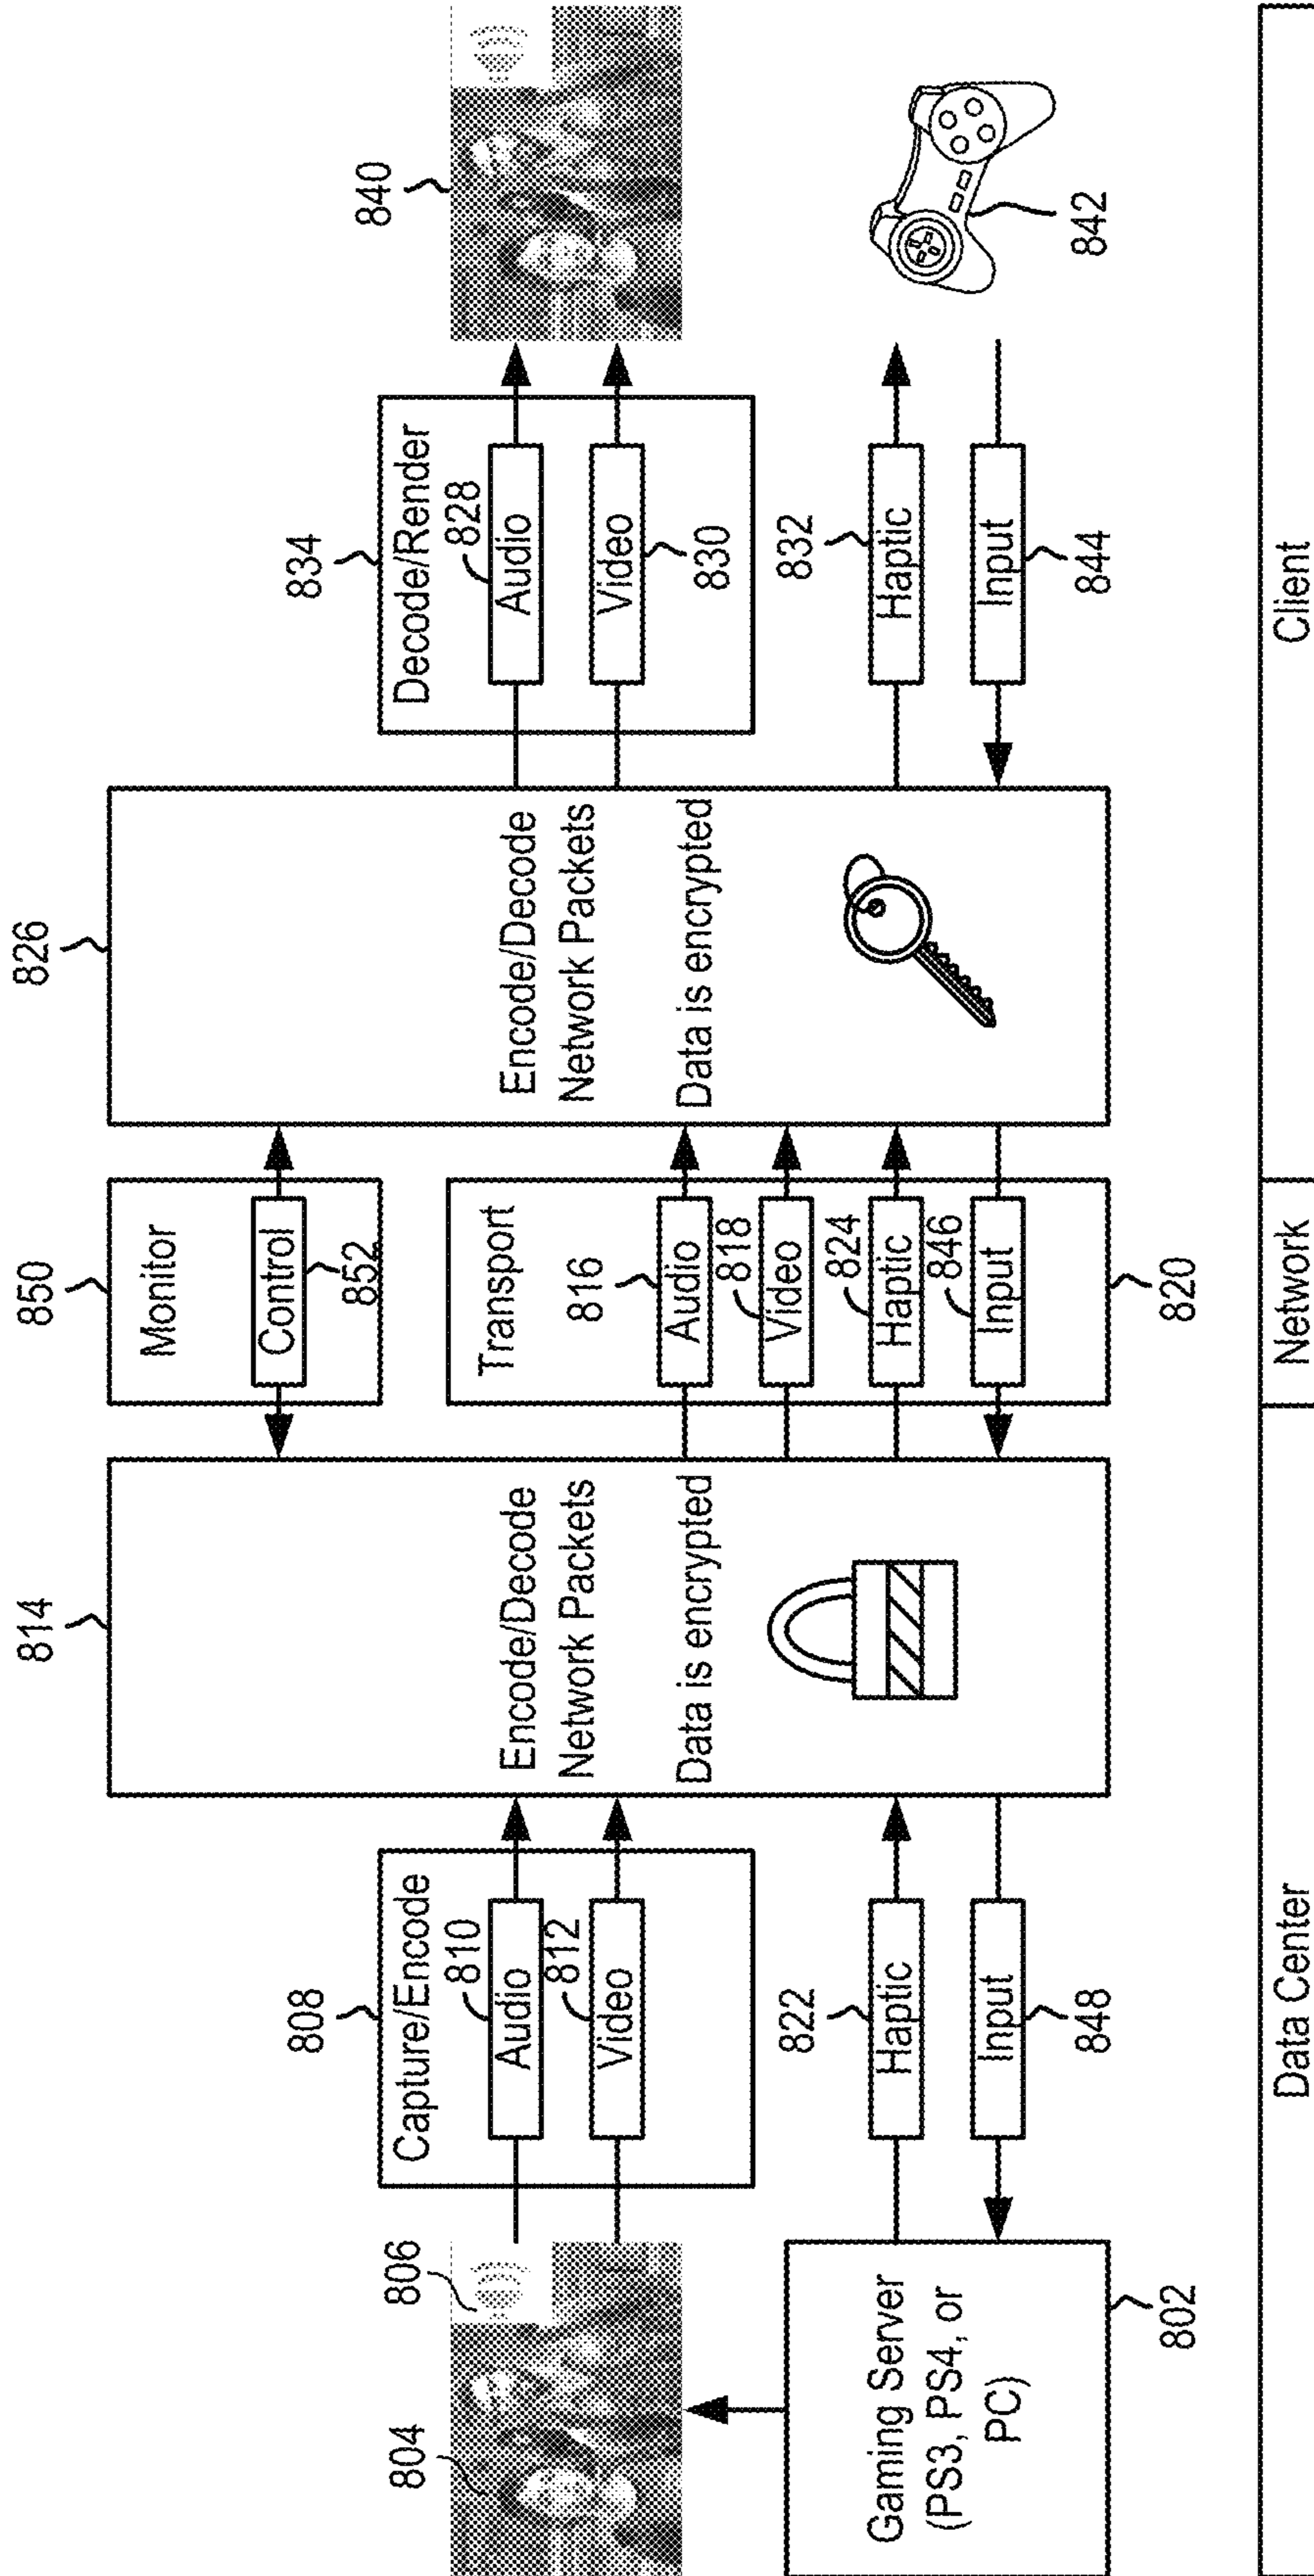 804
806
Gaming Server
(PS3, PS4, or
PC)
802
808
Capture/Encode
810
Audio
812
Video
822
Haptic
Input
848
814
Encode/Decode
Network Packets
Data is encrypted
850
Monitor
Control
852
Transport
816
Audio
818
Video
824
Haptic
846
Input
820
826
Encode/Decode
Network Packets
Data is encrypted
834
Decode/Render
828
Audio
Video
830
832
Haptic
Input
844
840
842
Data Center
Network
Client